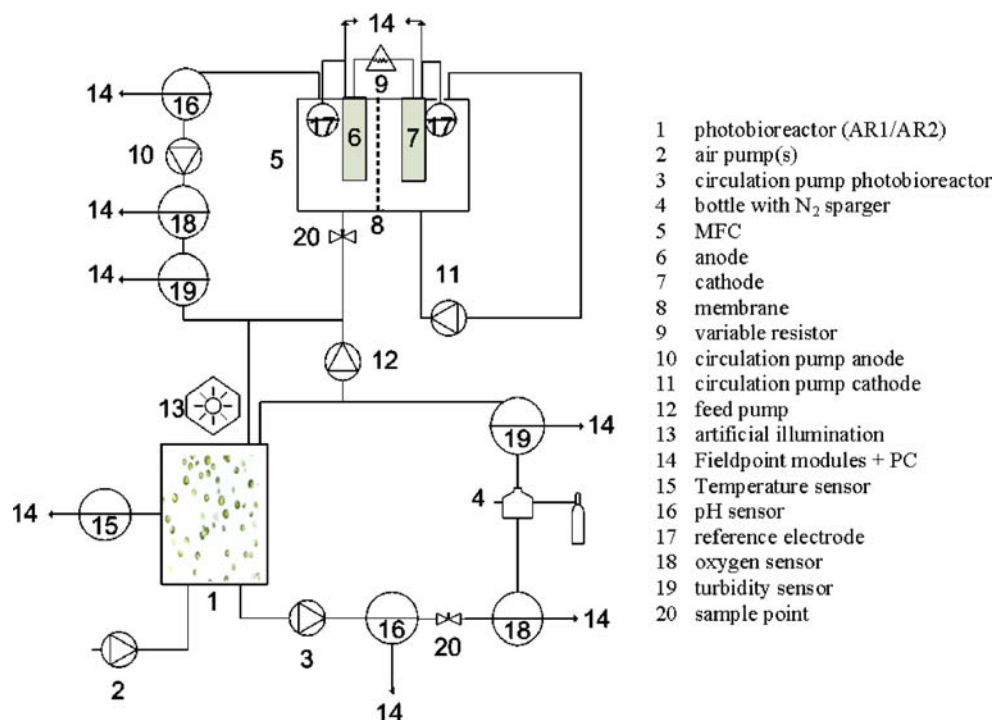 14
16
14
9
17
17
6
7
10
5
14
18
8
20
14
19
11
12
13
19
14
4
14
15
1
16
18
14
20
3
2
14
1 photobioreactor (AR1/AR2)
2 air pump(s)
3 circulation pump photobioreactor
4 bottle with N₂ sparger
5 MFC
6 anode
7 cathode
8 membrane
9 variable resistor
10 circulation pump anode
11 circulation pump cathode
12 feed pump
13 artificial illumination
14 Fieldpoint modules + PC
15 Temperature sensor
16 pH sensor
17 reference electrode
18 oxygen sensor
19 turbidity sensor
20 sample point